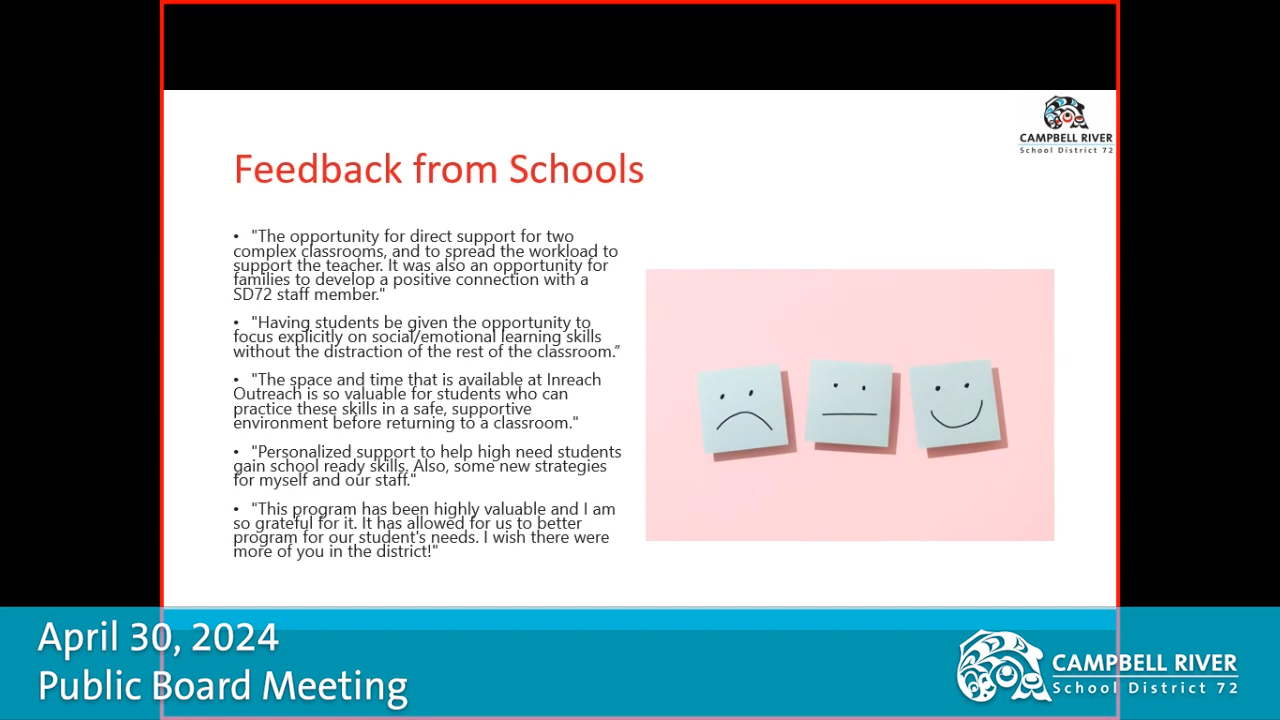 CAMPBELL RIVER
School District 72
Feedback from Schools
• "The opportunity for direct support for two
complex classrooms, and to spread the workload to
support the teacher. It was also an opportunity for
families to develop a positive connection with a
SD72 staff member."
• "Having students be given the opportunity to
focus explicitly on social/emotional learning skills
without the distraction of the rest of the classroom.”
• "The space and time that is available at Inreach
Outreach is so valuable for students who can
practice these skills in a safe, supportive
environment before returning to a classroom."
• "Personalized support to help high need students
gain school ready skills. Also, some new strategies
for myself and our staff."
• "This program has been highly valuable and I am
so grateful for it. It has allowed for us to better
program for our student's needs. I wish there were
more of you in the district!"
April 30, 2024
Public Board Meeting
CAMPBELL RIVER
School District 72